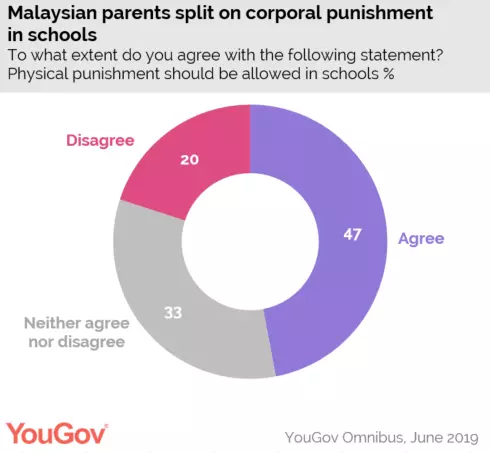 Malaysian parents split on corporal punishment
in schools
To what extent do you agree with the following statement?
Physical punishment should be allowed in schools %
Disagree
20
47
Agree
33
Neither agree
nor disagree
YouGov®
YouGov Omnibus, June 2019